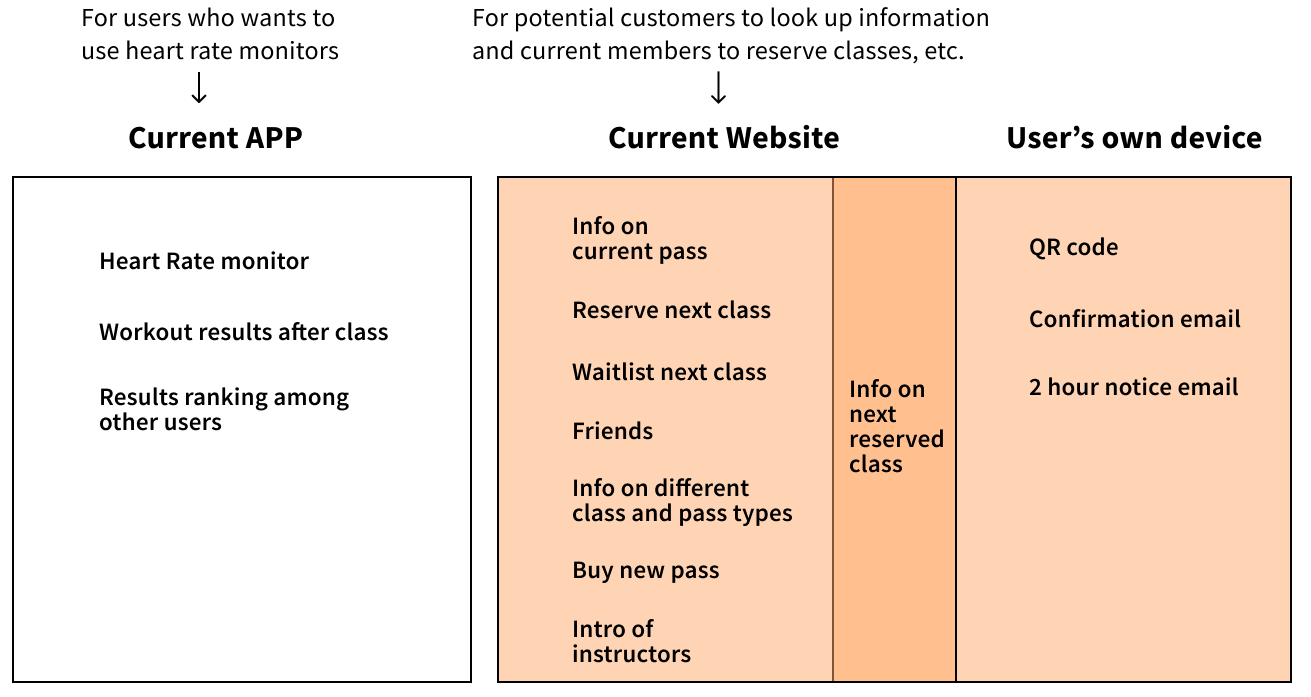 For users who wants to
use heart rate monitors
For potential customers to look up information
and current members to reserve classes, etc.
Current APP
Current Website
User’s own device
Heart Rate monitor
Workout results after class
Results ranking among
other users
Info on
current pass
Reserve next class
Waitlist next class
Friends
Info on different
class and pass types
Buy new pass
Intro of
instructors
Info on
next
reserved
class
QR code
Confirmation email
2 hour notice email